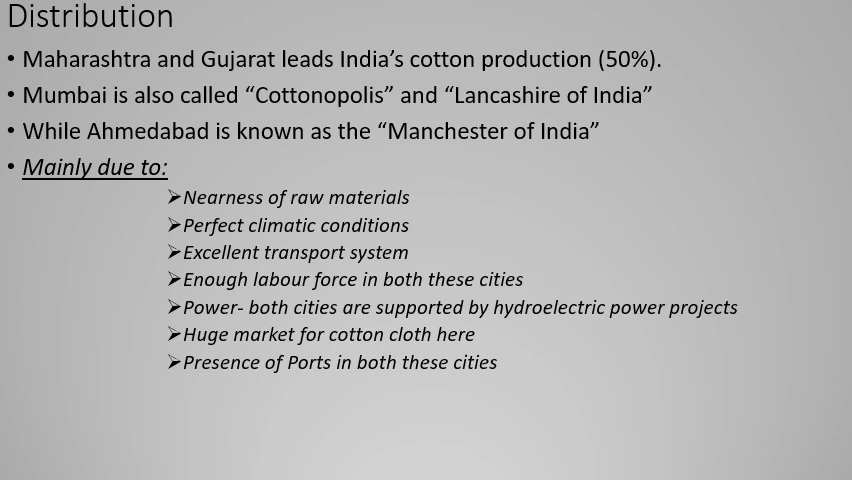 Distribution
• Maharashtra and Gujarat leads India’s cotton production (50%).
• Mumbai is also called “Cottonopolis” and “Lancashire of India”
• While Ahmedabad is known as the “Manchester of India”
• Mainly due to:
➢Nearness of raw materials
➢Perfect climatic conditions
➢Excellent transport system
➢Enough labour force in both these cities
➢Power- both cities are supported by hydroelectric power projects
➢Huge market for cotton cloth here
➢Presence of Ports in both these cities